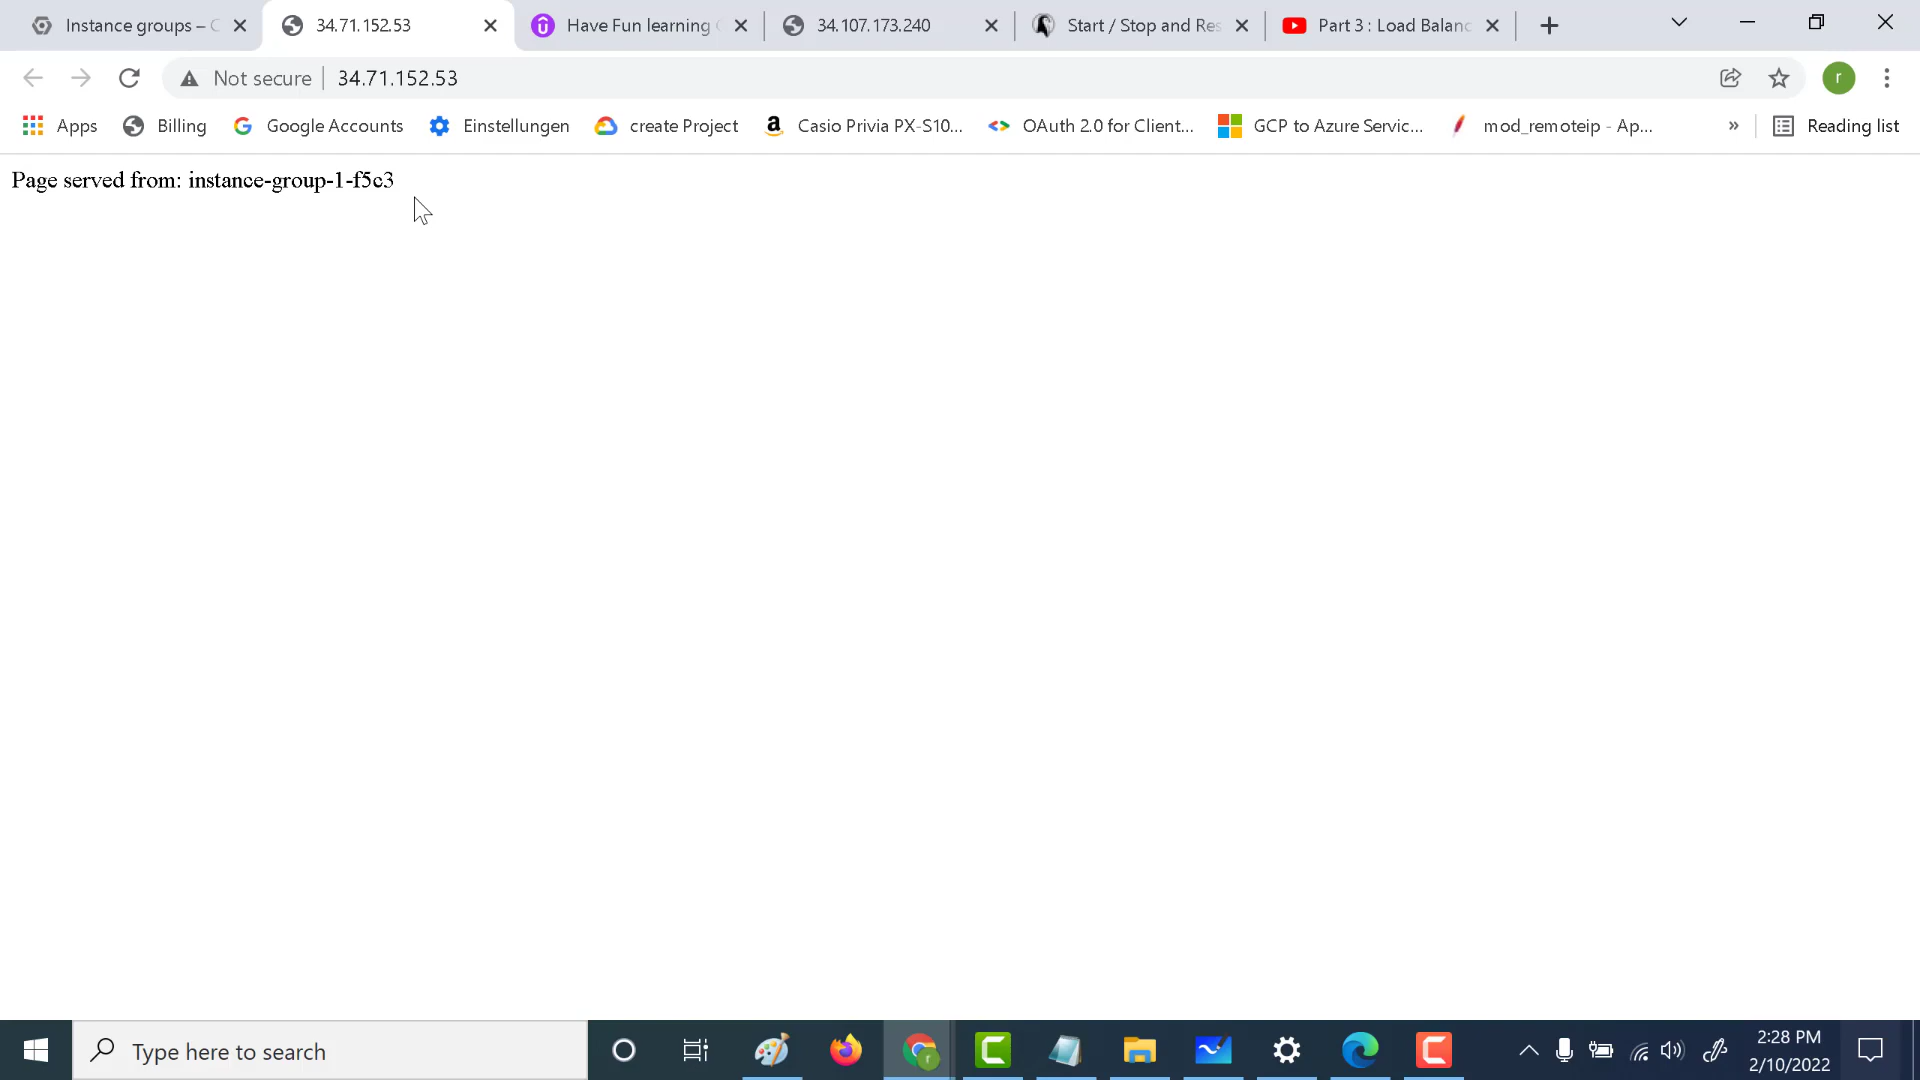 Instance groups – C
34.71.152.53
Have Fun learning
34.107.173.240
Start / Stop and Res
Part 3 : Load Balanc
Not secure
34.71.152.53
r
Apps
Billing
Google Accounts
Einstellungen
create Project
Casio Privia PX-S10...
OAuth 2.0 for Client...
GCP to Azure Servic...
mod_remoteip - Ap...
»
Reading list
Page served from: instance-group-1-f5c3
Type here to search
2:28 PM
2/10/2022